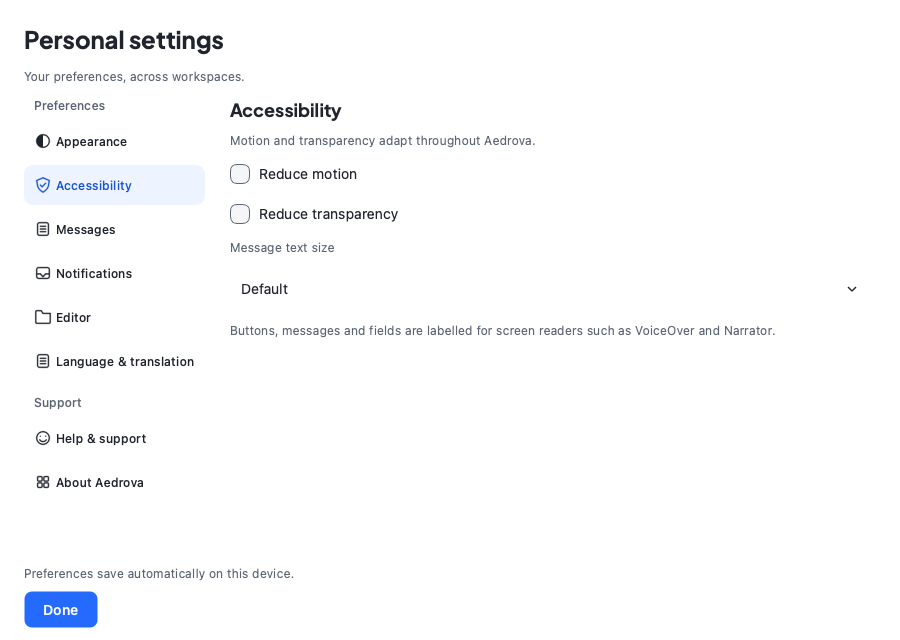 Personal settings
Your preferences, across workspaces.
Preferences
Appearance
Accessibility
Messages
Notifications
Editor
Language & translation
Support
Help & support
About Aedrova
Accessibility
Motion and transparency adapt throughout Aedrova.
Reduce motion
Reduce transparency
Message text size
Default
Buttons, messages and fields are labelled for screen readers such as VoiceOver and Narrator.
Preferences save automatically on this device.
Done